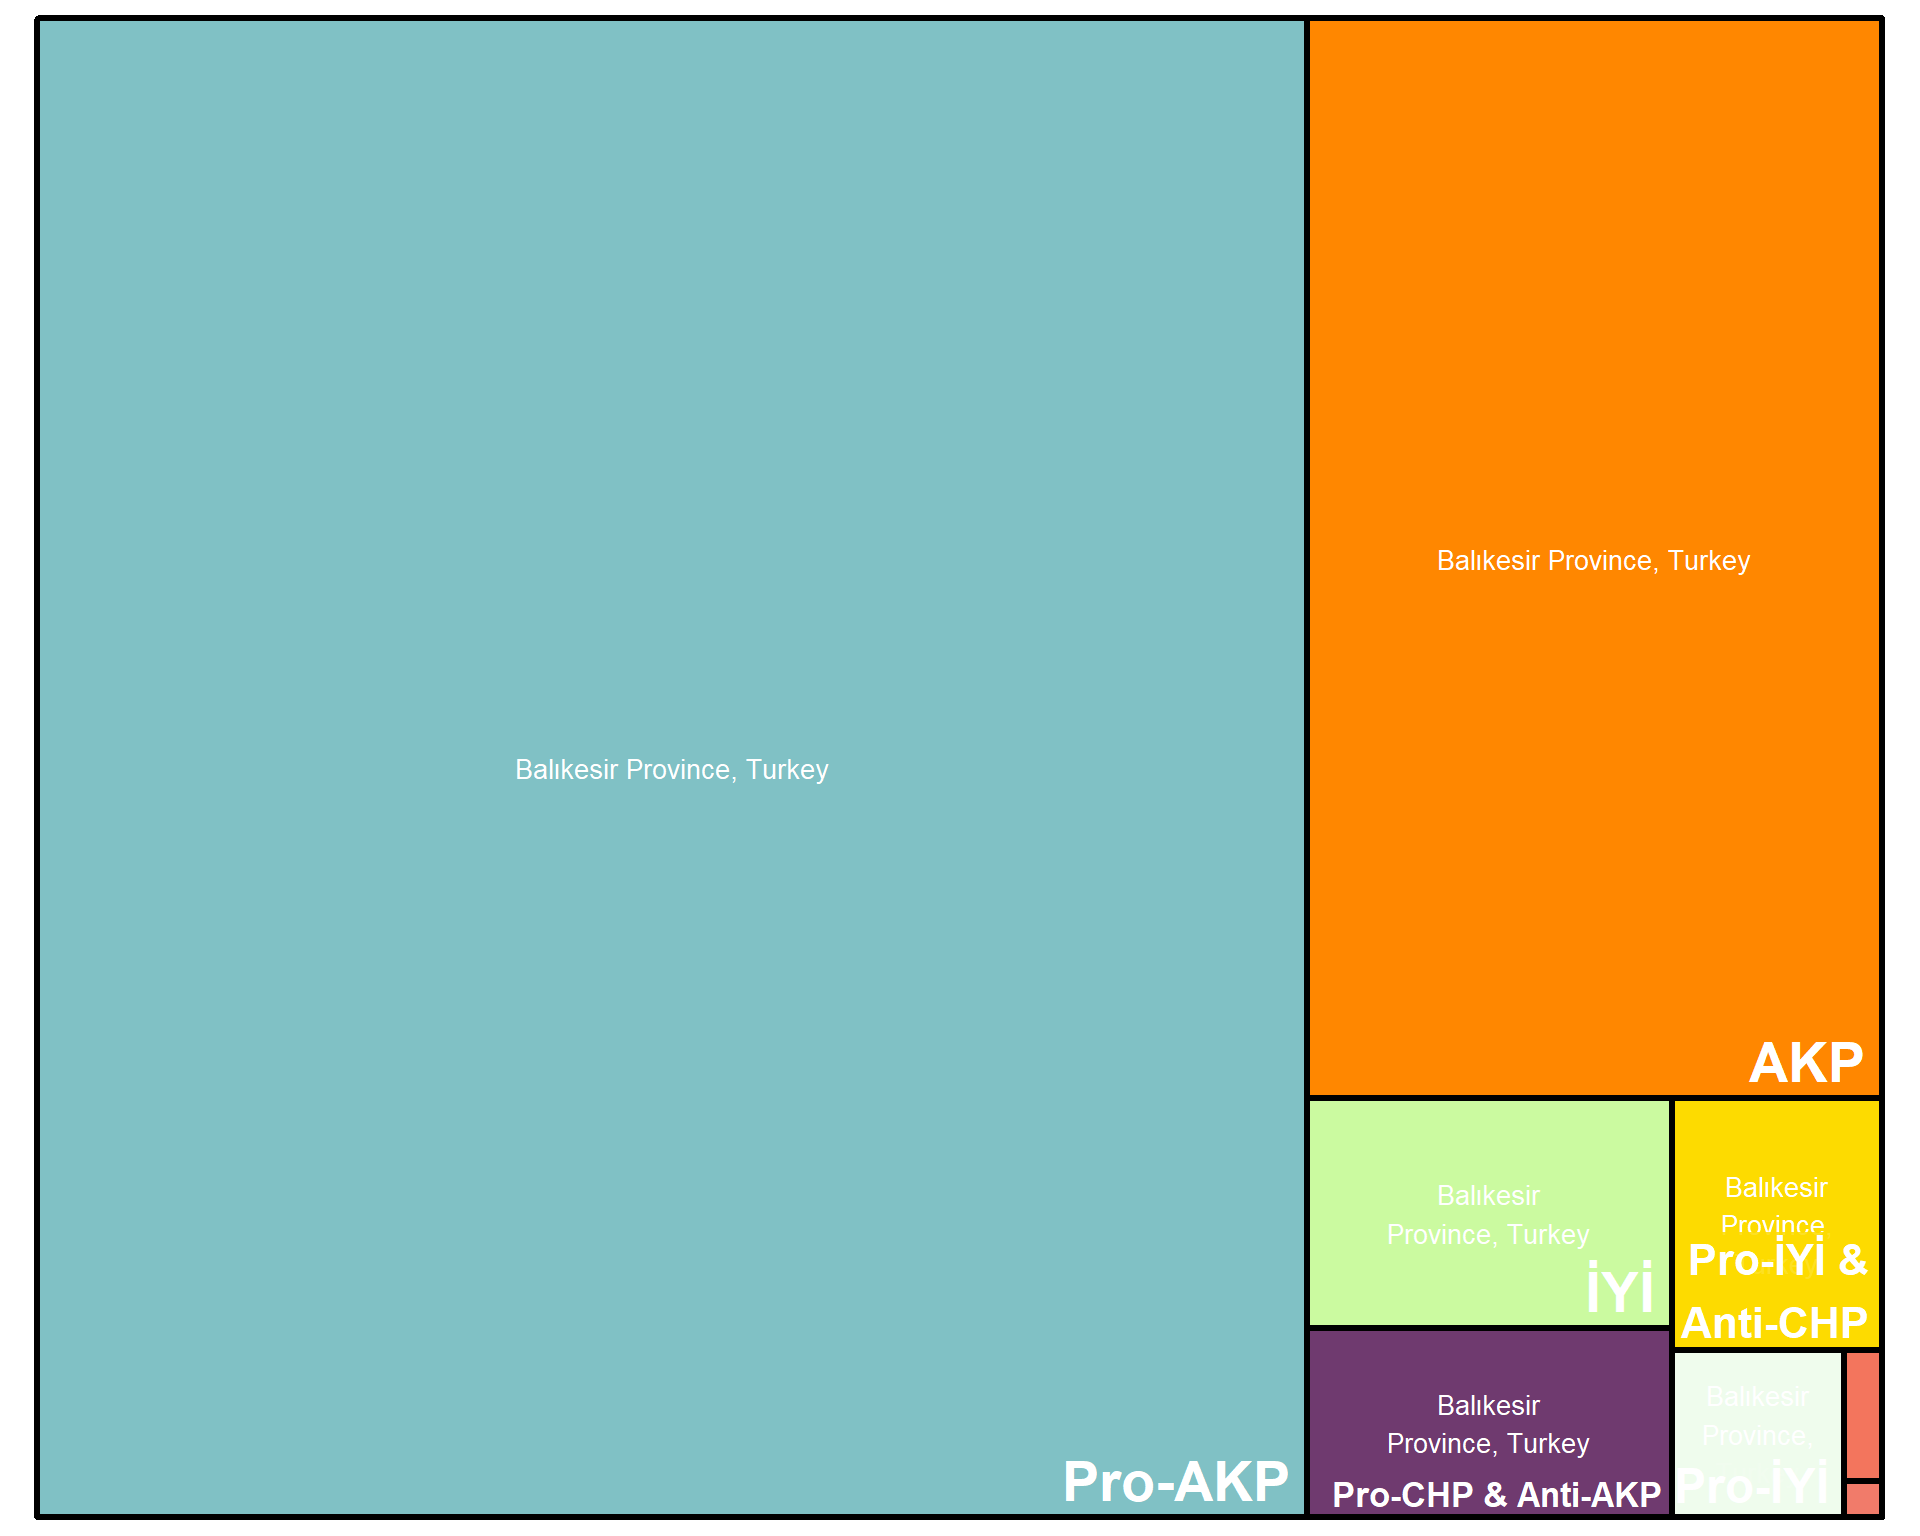 Balıkesir Province, Turkey
Pro-AKP
Balıkesir Province, Turkey
AKP
Balıkesir
Province, Turkey
İYİ
Balıkesir
Province,
Pro-İYİ &
Anti-CHP
Balıkesir
Province, Turkey
Pro-CHP & Anti-AKP
Balıkesir
Province,
Pro-İYİ